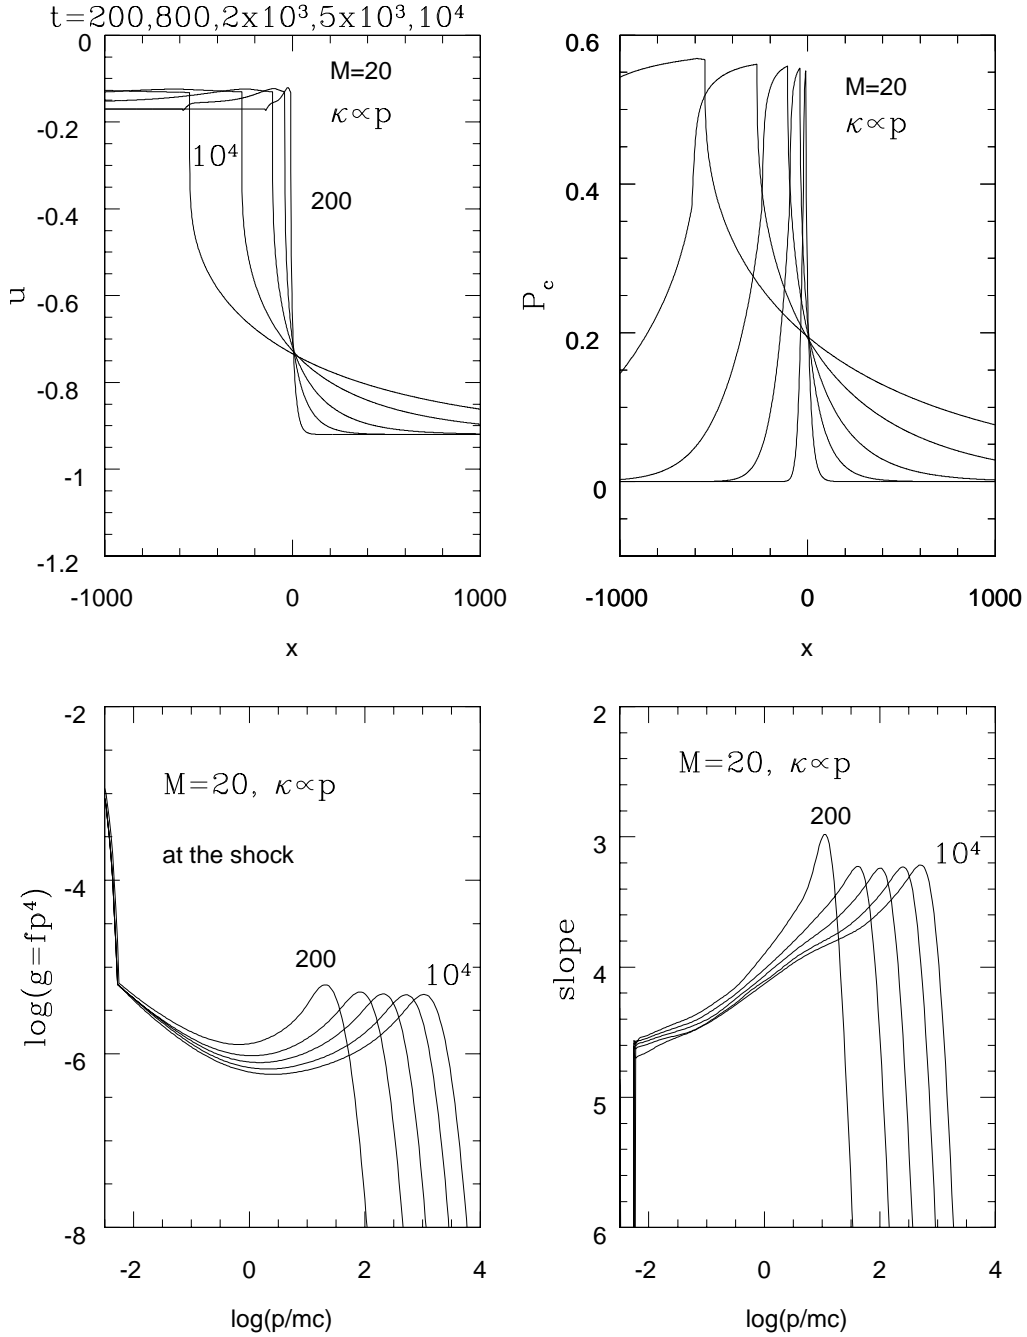 t=200,800,2x10³,5x10³,10⁴
0
-0.2
-0.4
-0.6
-0.8
-1
-1.2
u
M=20
κ∝p
10⁴
200
-1000
0
1000
x
0.6
0.4
0.2
0
P_c
M=20
κ∝p
-1000
0
1000
x
-2
-4
-6
-8
log(g=fp⁴)
M=20, κ∝p
at the shock
200
10⁴
-2
0
2
4
log(p/mc)
2
3
4
5
6
slope
M=20, κ∝p
200
10⁴
-2
0
2
4
log(p/mc)